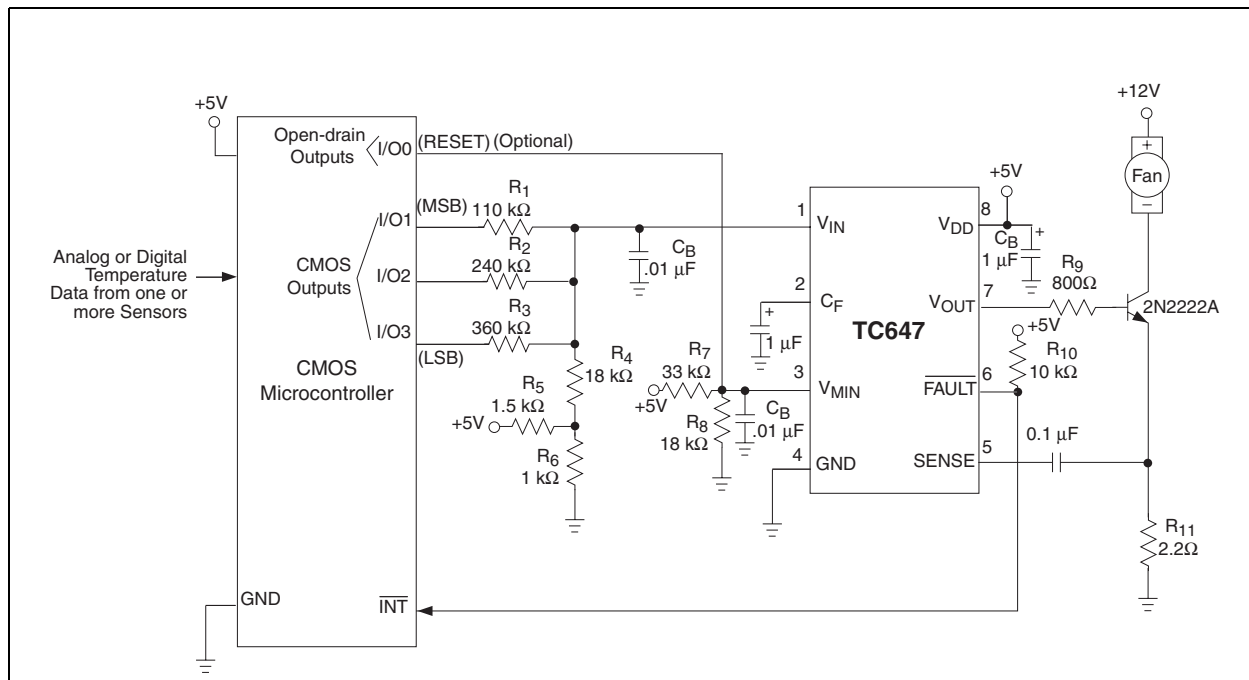 +5V
Open-drain
Outputs
I/O0
(RESET) (Optional)
I/O1
(MSB)
R1
110 kΩ
CMOS
Outputs
I/O2
R2
240 kΩ
I/O3
(LSB)
R3
360 kΩ
Analog or Digital
Temperature
Data from one or
more Sensors
CMOS
Microcontroller
GND
INT
R4
18 kΩ
R5
1.5 kΩ
+5V
R6
1 kΩ
CB
.01 µF
1 µF
R7
33 kΩ
+5V
R8
18 kΩ
CB
.01 µF
1
VIN
2
CF
+
3
VMIN
4
GND
TC647
8
VDD
7
VOUT
6
FAULT
5
SENSE
+5V
CB
+
1 µF
R9
800Ω
+5V
R10
10 kΩ
0.1 µF
+12V
+
Fan
–
2N2222A
R11
2.2Ω